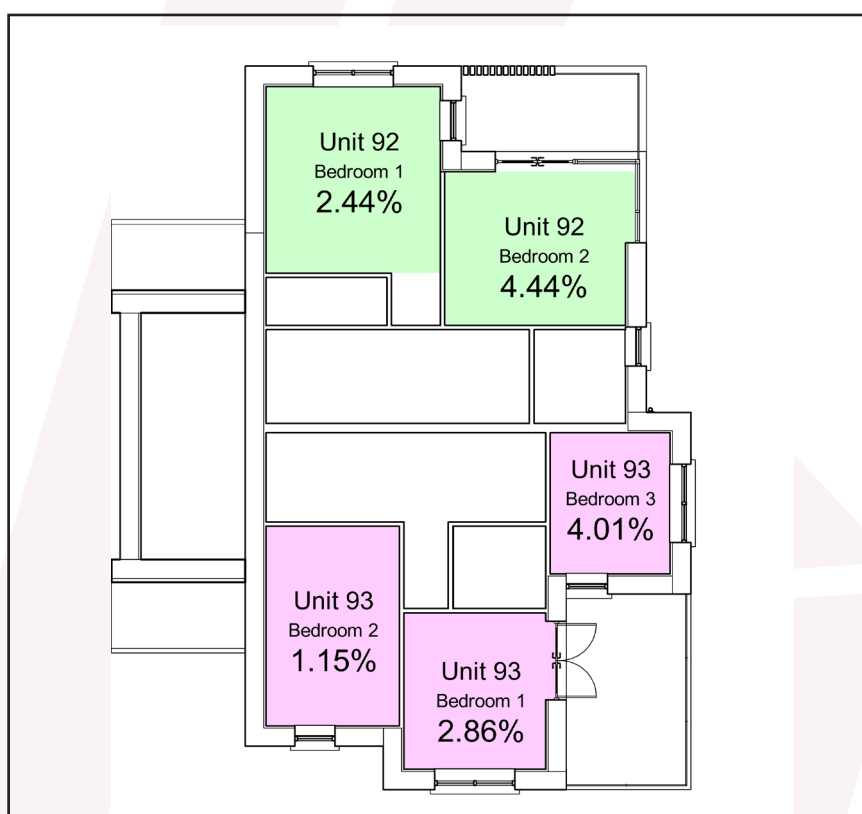 Unit 92
Bedroom 1
2.44%
Unit 92
Bedroom 2
4.44%
Unit 93
Bedroom 3
4.01%
Unit 93
Bedroom 2
1.15%
Unit 93
Bedroom 1
2.86%